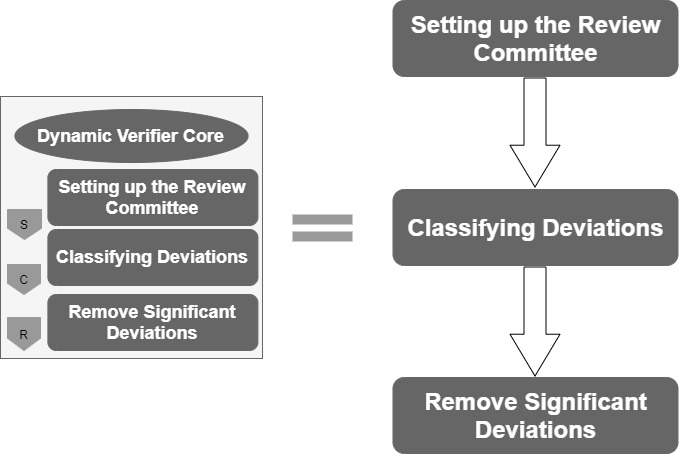 Dynamic Verifier Core
Setting up the Review
Committee
S
Classifying Deviations
C
Remove Significant
Deviations
R
Setting up the Review
Committee
Classifying Deviations
Remove Significant
Deviations